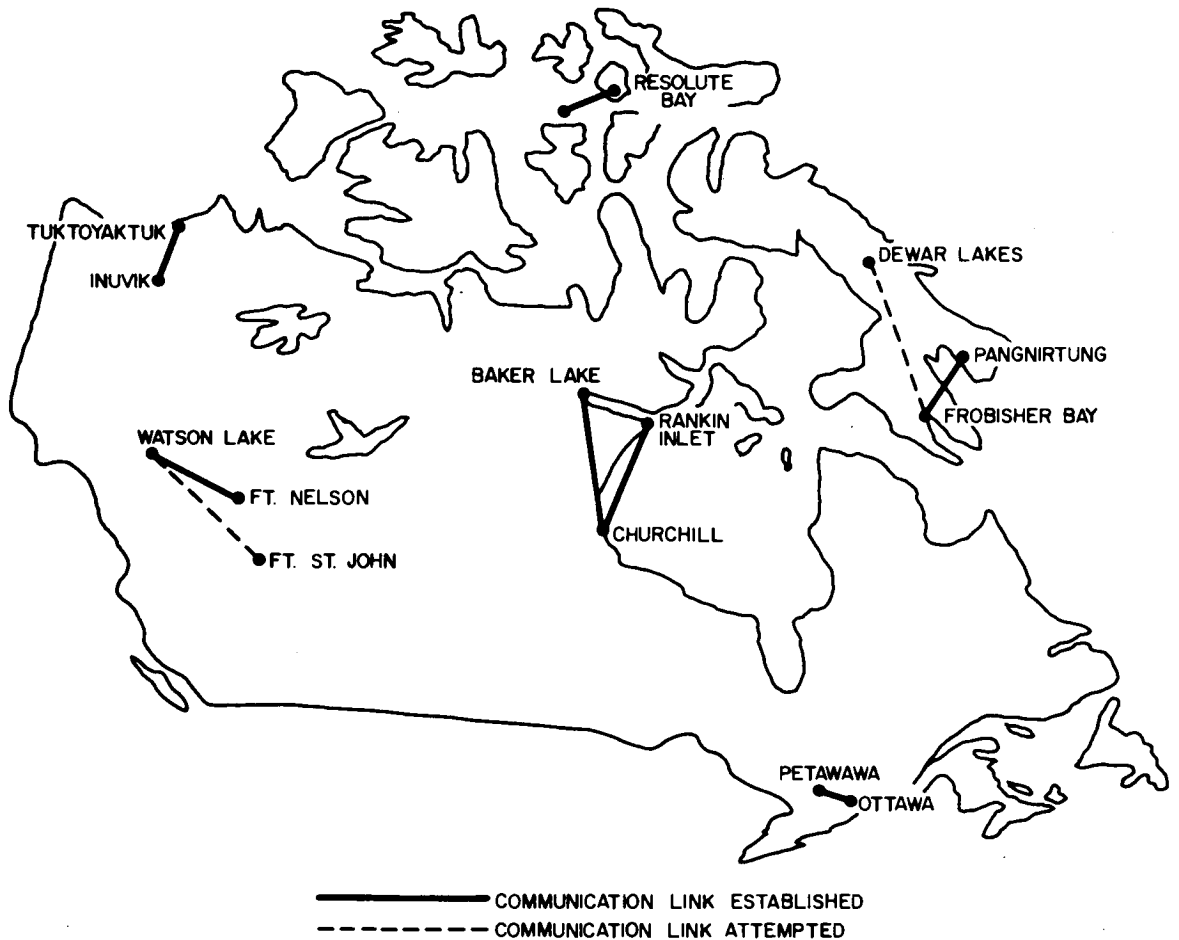 RESOLUTE
BAY
TUKTOYAKTUK
INUVIK
DEWAR LAKES
PANGNIRTUNG
FROBISHER BAY
BAKER LAKE
RANKIN
INLET
WATSON LAKE
FT. NELSON
CHURCHILL
FT. ST. JOHN
PETAWAWA
OTTAWA
COMMUNICATION LINK ESTABLISHED
COMMUNICATION LINK ATTEMPTED